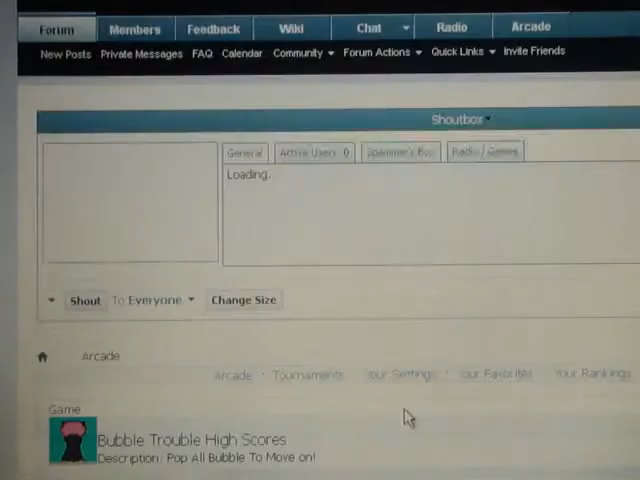 Forum Members Feedback Wiki Chat Radio Arcade
New Posts Private Messages FAQ Calendar Community Forum Actions Quick Links Invite Friends
Shoutbox
General Active Users 0 Spammer's Box Radio / Games
Loading.
Shout To Everyone Change Size
Arcade
Arcade Tournaments Your Settings Your Favorites Your Rankings
Game
Bubble Trouble High Scores
Description: Pop All Bubble To Move on!